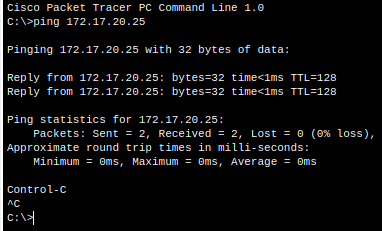 Cisco Packet Tracer PC Command Line 1.0
C:\>ping 172.17.20.25
Pinging 172.17.20.25 with 32 bytes of data:
Reply from 172.17.20.25: bytes=32 time<1ms TTL=128
Reply from 172.17.20.25: bytes=32 time<1ms TTL=128
Ping statistics for 172.17.20.25:
Packets: Sent = 2, Received = 2, Lost = 0 (0% loss),
Approximate round trip times in milli-seconds:
Minimum = 0ms, Maximum = 0ms, Average = 0ms
Control-C
^C
C:\>